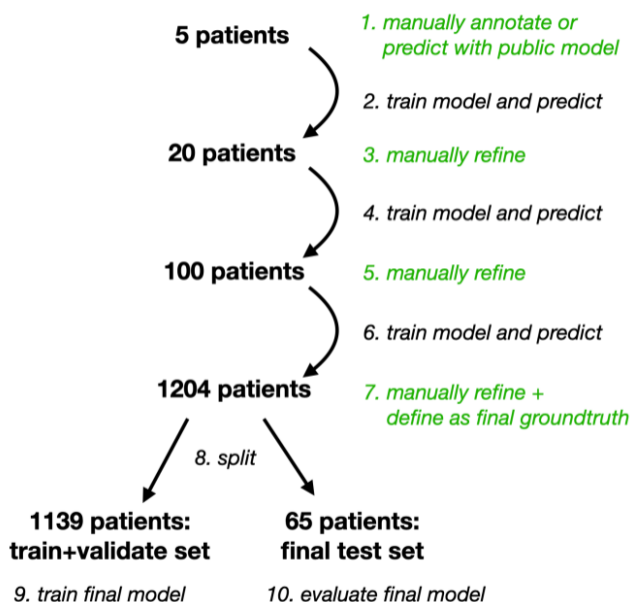 5 patients
1. manually annotate or
predict with public model
2. train model and predict
20 patients
3. manually refine
4. train model and predict
100 patients
5. manually refine
6. train model and predict
1204 patients
7. manually refine +
define as final groundtruth
8. split
1139 patients:
train+validate set
65 patients:
final test set
9. train final model
10. evaluate final model